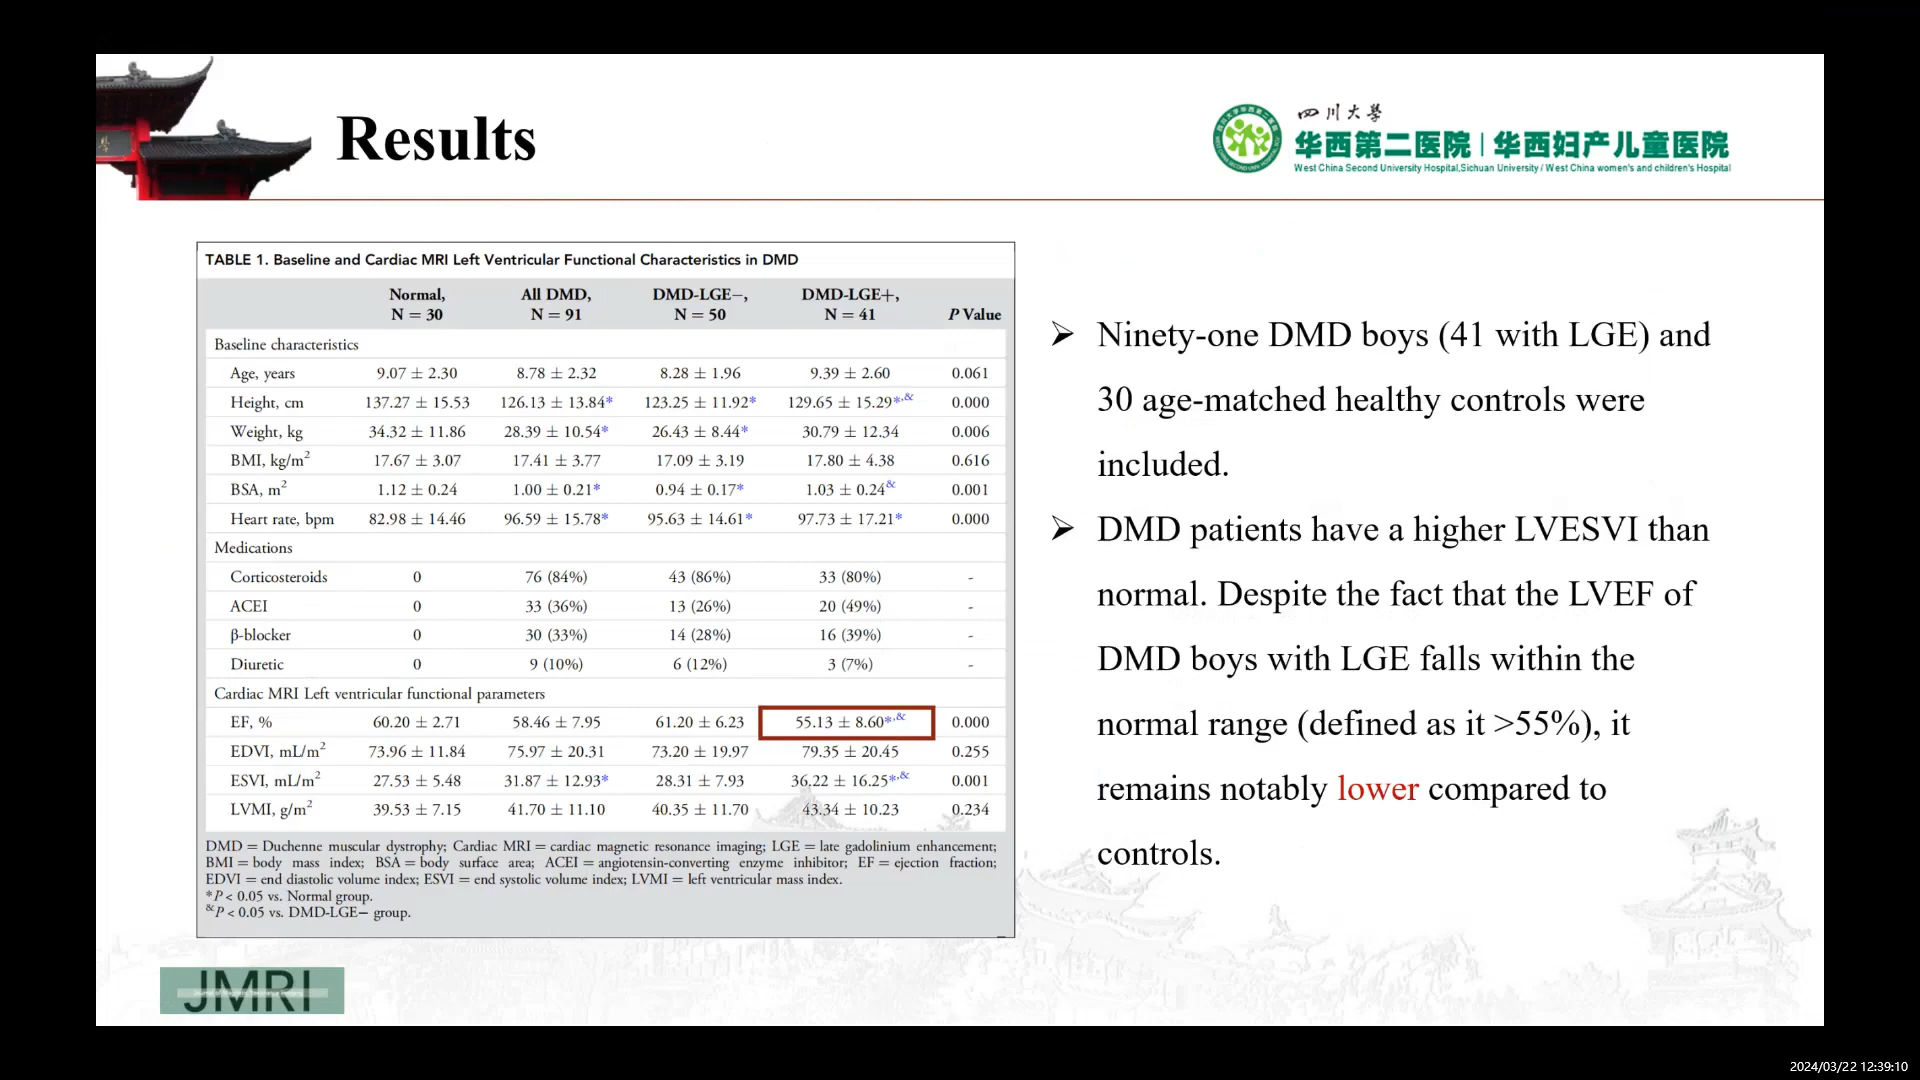 Results
四川大学
华西第二医院 | 华西妇产儿童医院
West China Second University Hospital,Sichuan University / West China women's and children's Hospital
TABLE 1. Baseline and Cardiac MRI Left Ventricular Functional Characteristics in DMD
Normal, N = 30 All DMD, N = 91 DMD-LGE−, N = 50 DMD-LGE+, N = 41 P Value
Baseline characteristics
Age, years 9.07 ± 2.30 8.78 ± 2.32 8.28 ± 1.96 9.39 ± 2.60 0.061
Height, cm 137.27 ± 15.53 126.13 ± 13.84* 123.25 ± 11.92* 129.65 ± 15.29*,& 0.000
Weight, kg 34.32 ± 11.86 28.39 ± 10.54* 26.43 ± 8.44* 30.79 ± 12.34 0.006
BMI, kg/m² 17.67 ± 3.07 17.41 ± 3.77 17.09 ± 3.19 17.80 ± 4.38 0.616
BSA, m² 1.12 ± 0.24 1.00 ± 0.21* 0.94 ± 0.17* 1.03 ± 0.24& 0.001
Heart rate, bpm 82.98 ± 14.46 96.59 ± 15.78* 95.63 ± 14.61* 97.73 ± 17.21* 0.000
Medications
Corticosteroids 0 76 (84%) 43 (86%) 33 (80%) -
ACEI 0 33 (36%) 13 (26%) 20 (49%) -
β-blocker 0 30 (33%) 14 (28%) 16 (39%) -
Diuretic 0 9 (10%) 6 (12%) 3 (7%) -
Cardiac MRI Left ventricular functional parameters
EF, % 60.20 ± 2.71 58.46 ± 7.95 61.20 ± 6.23 55.13 ± 8.60*,& 0.000
EDVI, mL/m² 73.96 ± 11.84 75.97 ± 20.31 73.20 ± 19.97 79.35 ± 20.45 0.255
ESVI, mL/m² 27.53 ± 5.48 31.87 ± 12.93* 28.31 ± 7.93 36.22 ± 16.25*,& 0.001
LVMI, g/m² 39.53 ± 7.15 41.70 ± 11.10 40.35 ± 11.70 43.34 ± 10.23 0.234
DMD = Duchenne muscular dystrophy; Cardiac MRI = cardiac magnetic resonance imaging; LGE = late gadolinium enhancement;
BMI = body mass index; BSA = body surface area; ACEI = angiotensin-converting enzyme inhibitor; EF = ejection fraction;
EDVI = end diastolic volume index; ESVI = end systolic volume index; LVMI = left ventricular mass index.
*P < 0.05 vs. Normal group.
&P < 0.05 vs. DMD-LGE− group.
➢ Ninety-one DMD boys (41 with LGE) and
30 age-matched healthy controls were
included.
➢ DMD patients have a higher LVESVI than
normal. Despite the fact that the LVEF of
DMD boys with LGE falls within the
normal range (defined as it >55%), it
remains notably lower compared to
controls.
JMRI
2024/03/22 12:39:10